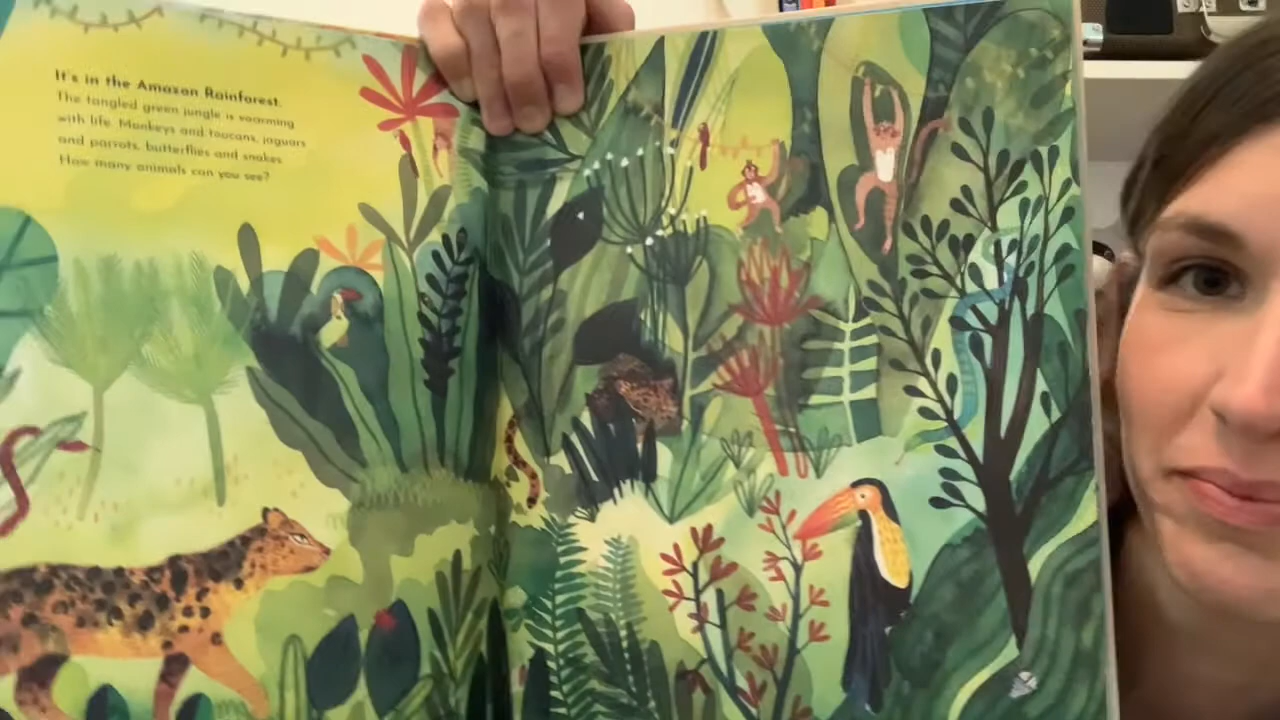 It's in the Amazon Rainforest.
The tangled green jungle is swarming
with life. Monkeys and toucans, jaguars
and parrots, butterflies and snakes.
How many animals can you see?